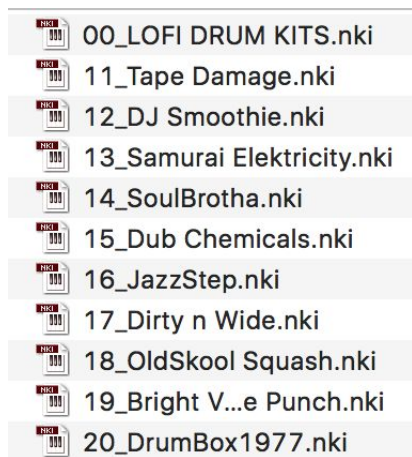 00_LOFI DRUM KITS.nki
11_Tape Damage.nki
12_DJ Smoothie.nki
13_Samurai Elektricity.nki
14_SoulBrotha.nki
15_Dub Chemicals.nki
16_JazzStep.nki
17_Dirty n Wide.nki
18_OldSkool Squash.nki
19_Bright V...e Punch.nki
20_DrumBox1977.nki